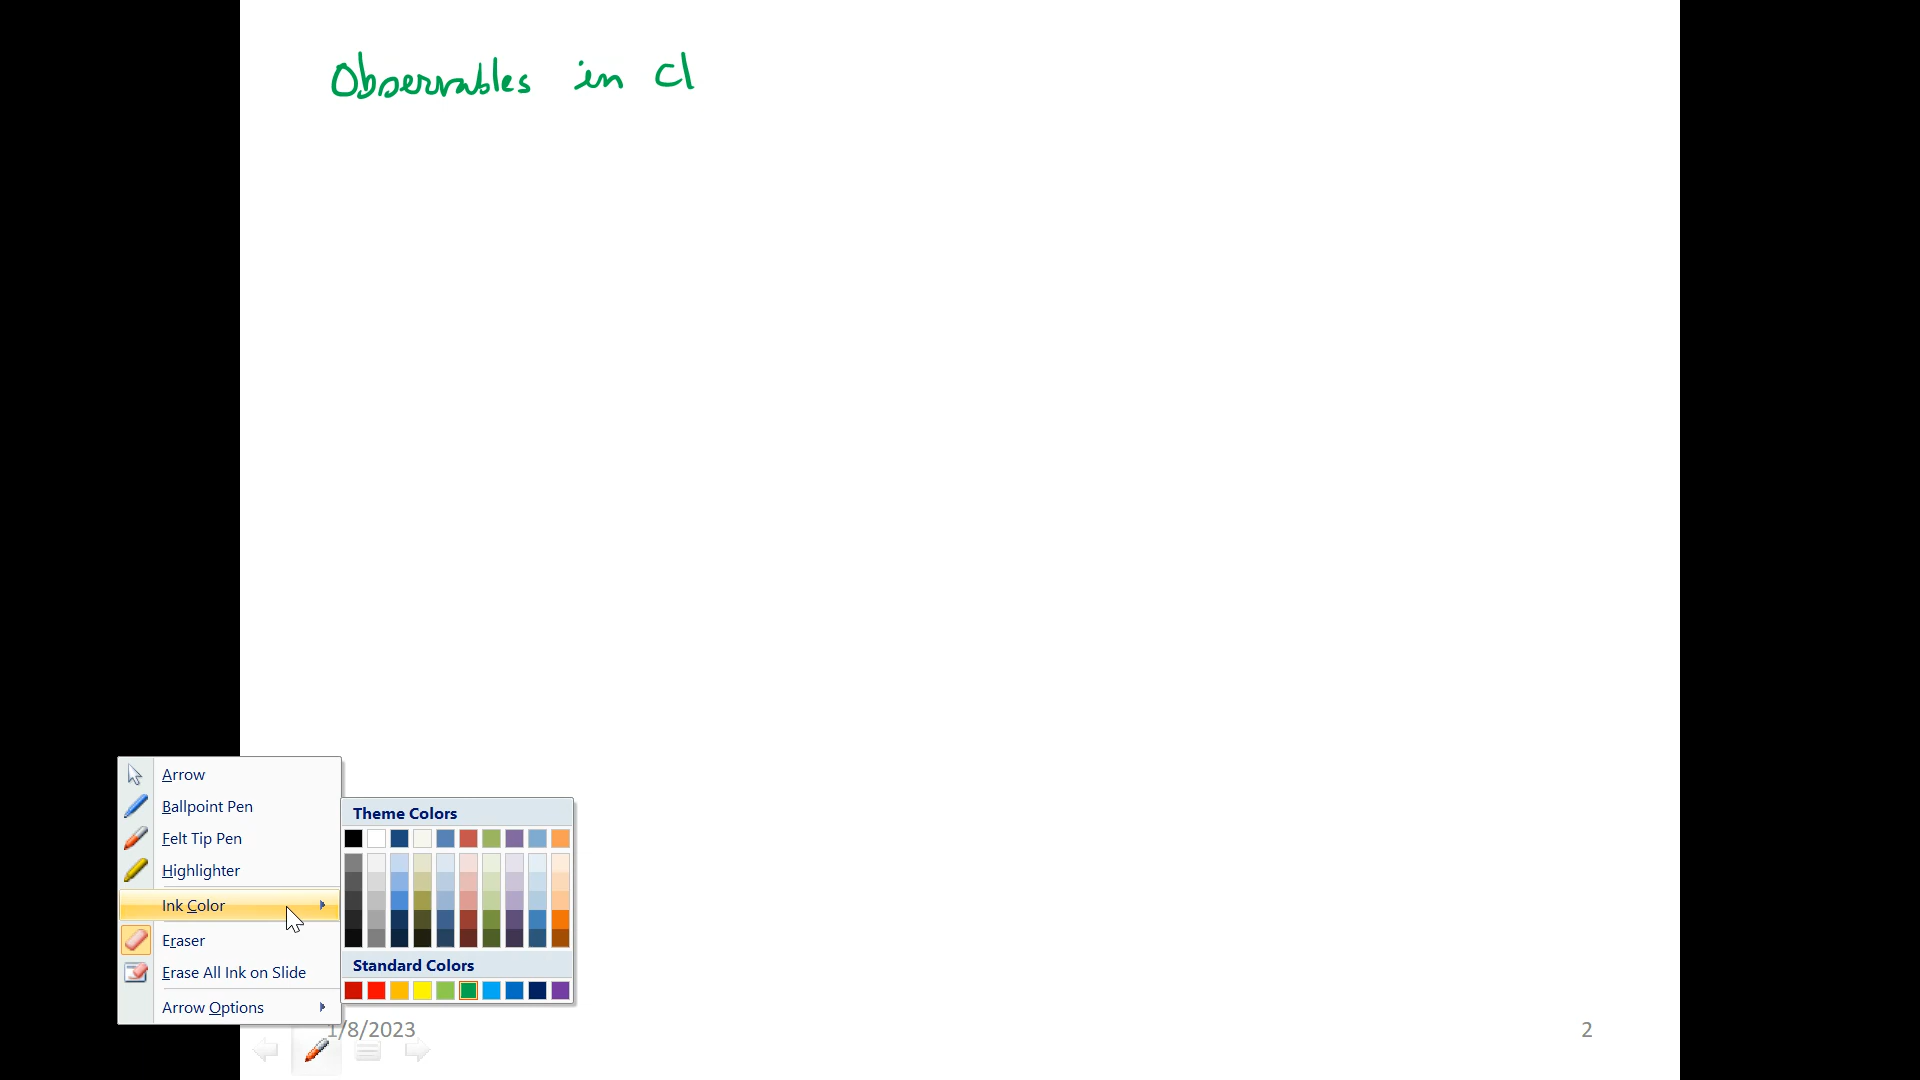 Observables in Cl
Arrow
Ballpoint Pen
Felt Tip Pen
Highlighter
Ink Color
Eraser
Erase All Ink on Slide
Arrow Options
Theme Colors
Standard Colors
1/8/2023
2